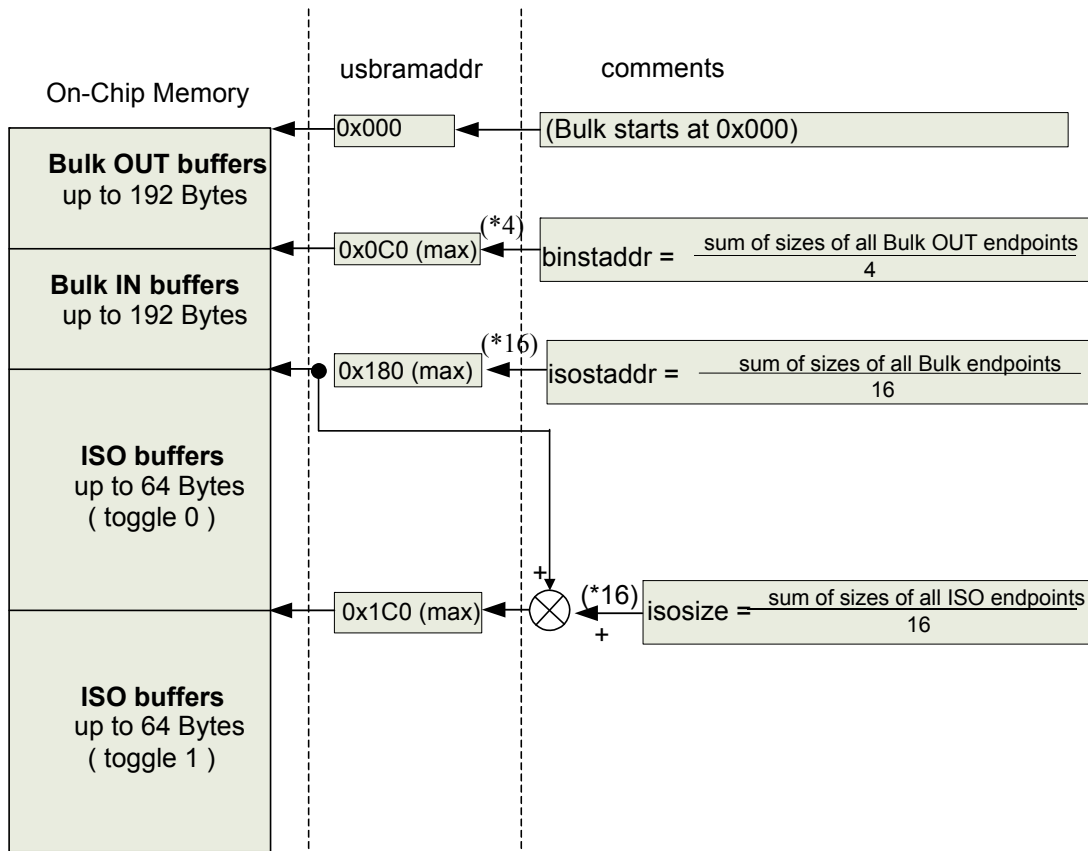 usbramaddr
comments
On-Chip Memory
0x000
(Bulk starts at 0x000)
Bulk OUT buffers
up to 192 Bytes
0x0C0 (max)
(*4)
binstaddr =
sum of sizes of all Bulk OUT endpoints
4
Bulk IN buffers
up to 192 Bytes
0x180 (max)
(*16)
isostaddr =
sum of sizes of all Bulk endpoints
16
ISO buffers
up to 64 Bytes
( toggle 0 )
+
0x1C0 (max)
(*16)
+
isosize =
sum of sizes of all ISO endpoints
16
ISO buffers
up to 64 Bytes
( toggle 1 )